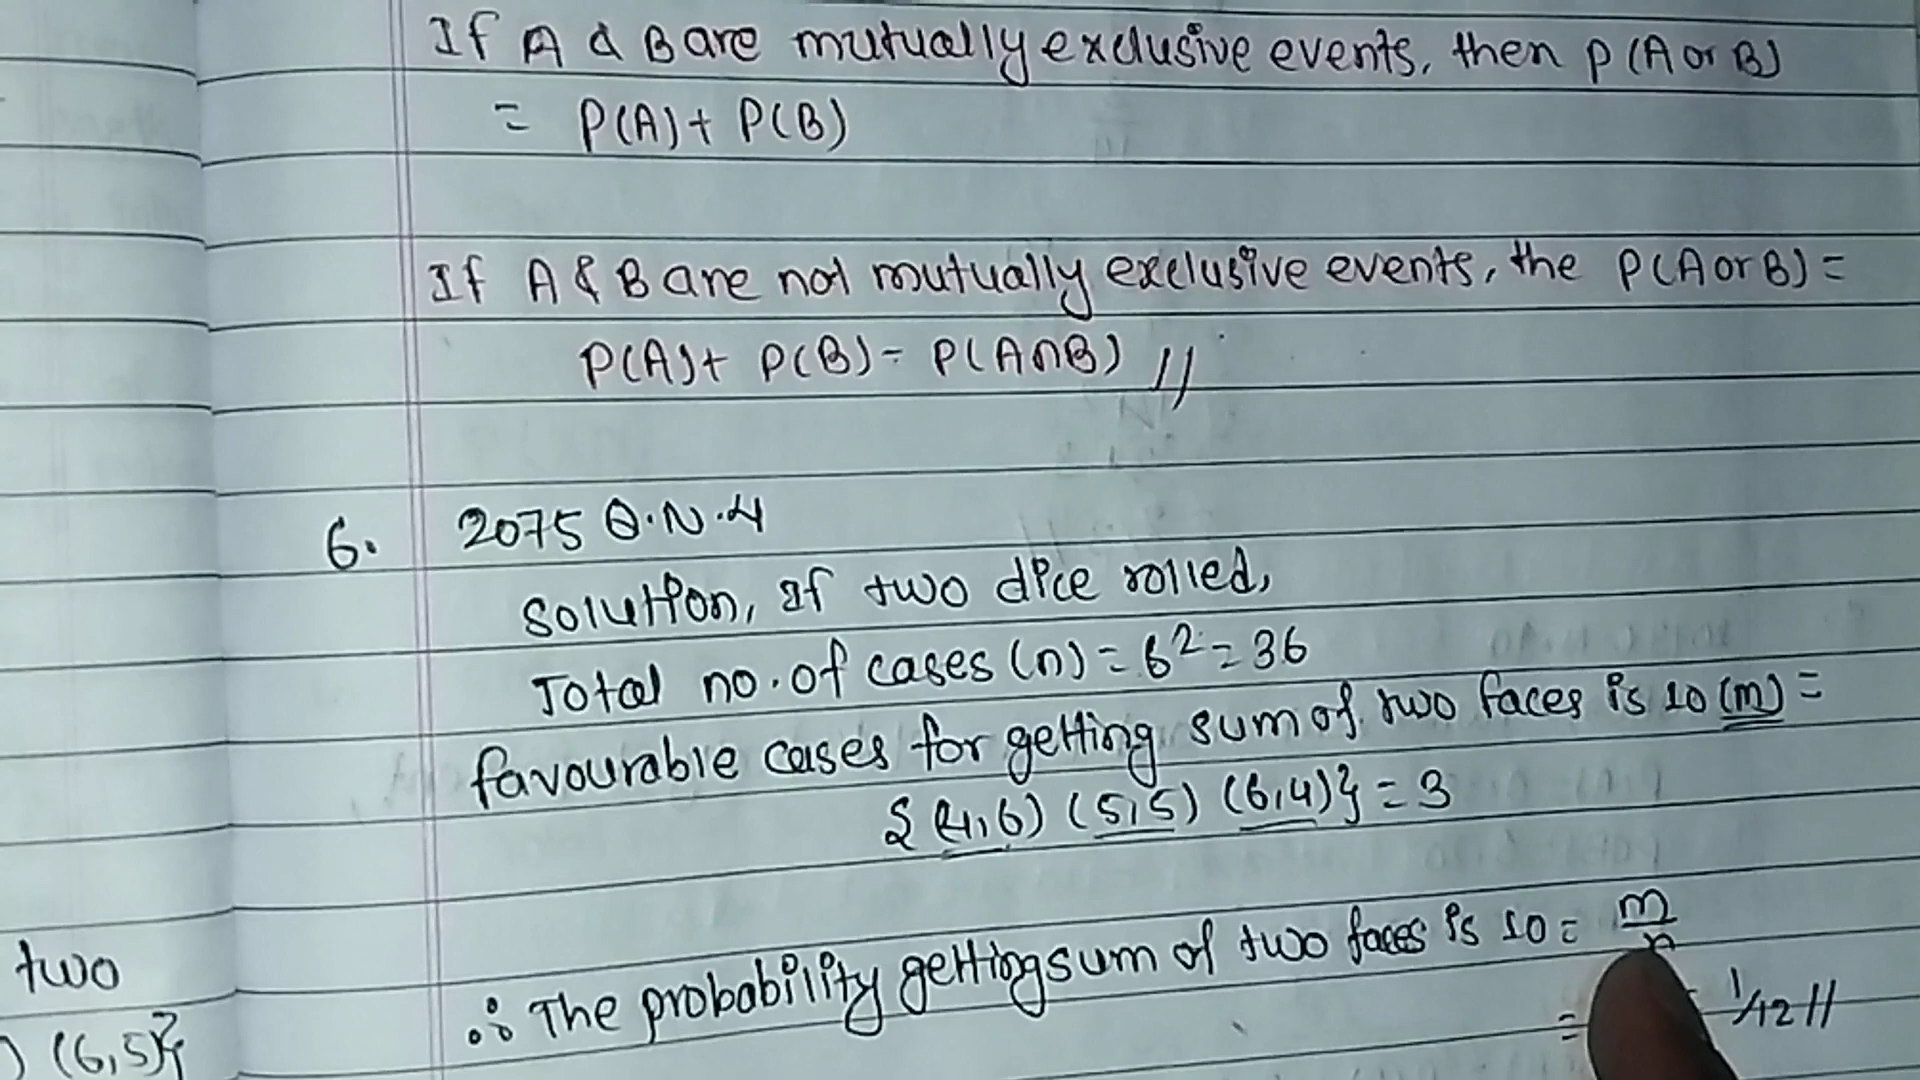 If A & B are mutually exclusive events, then P(A or B)
= P(A)+ P(B)
If A & B are not mutually exclusive events, the P(A or B) =
P(A)+ P(B)- P(A∩B) //
6. 2075 Q.N.4
Solution, If two dice rolled,
Total no. of cases (n) = 6² = 36
favourable cases for getting sum of two faces is 10 (m) =
{(4,6) (5,5) (6,4)} = 3
∴ The probability getting sum of two faces is 10 = m/n
= 1/12 //
two
) (6,5)}